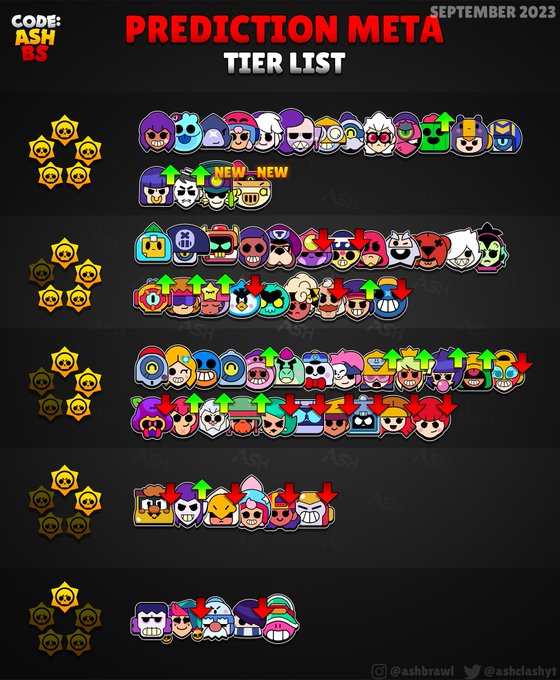 CODE:
ASH
BS
SEPTEMBER 2023
PREDICTION META
TIER LIST
NEW NEW
@ashbrawl @ashclashyt